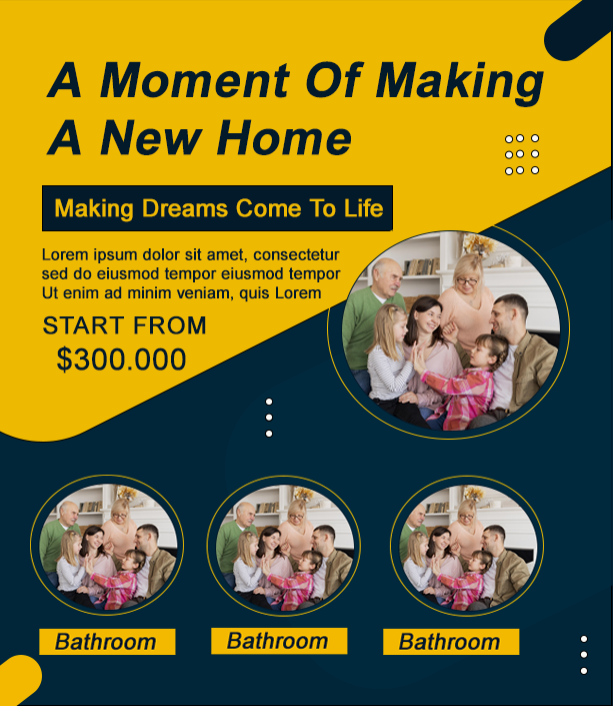 A Moment Of Making
A New Home
Making Dreams Come To Life
Lorem ipsum dolor sit amet, consectetur
sed do eiusmod tempor eiusmod tempor
Ut enim ad minim veniam, quis Lorem
START FROM
$300.000
Bathroom
Bathroom
Bathroom